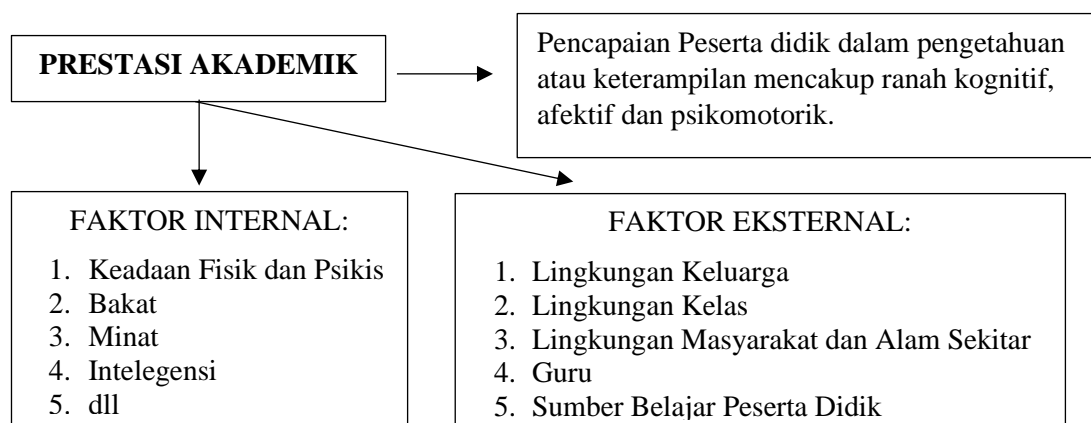 PRESTASI AKADEMIK
Pencapaian Peserta didik dalam pengetahuan
atau keterampilan mencakup ranah kognitif,
afektif dan psikomotorik.
FAKTOR INTERNAL:
1. Keadaan Fisik dan Psikis
2. Bakat
3. Minat
4. Intelegensi
5. dll
FAKTOR EKSTERNAL:
1. Lingkungan Keluarga
2. Lingkungan Kelas
3. Lingkungan Masyarakat dan Alam Sekitar
4. Guru
5. Sumber Belajar Peserta Didik